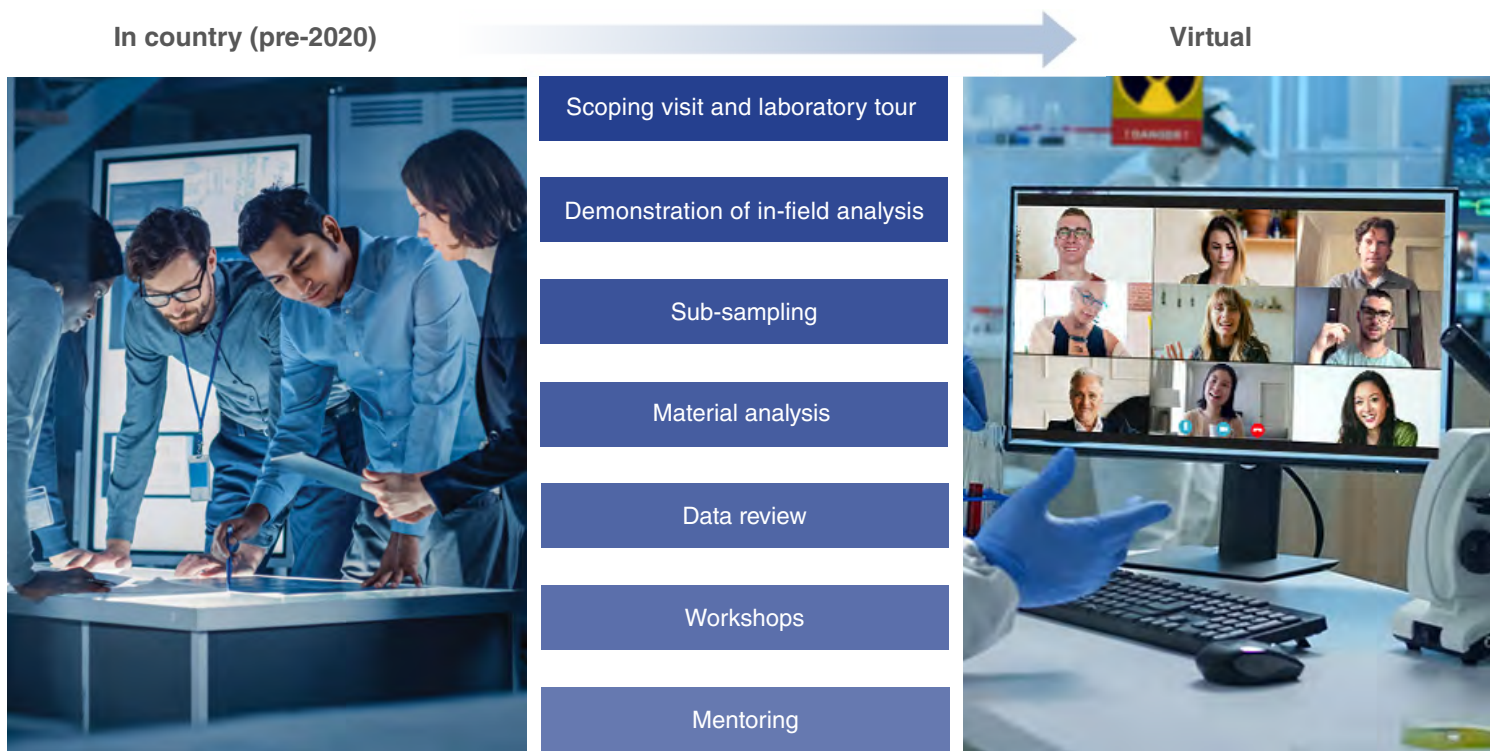 In country (pre-2020)
Virtual
Scoping visit and laboratory tour
Demonstration of in-field analysis
Sub-sampling
Material analysis
Data review
Workshops
Mentoring
! DANGER !